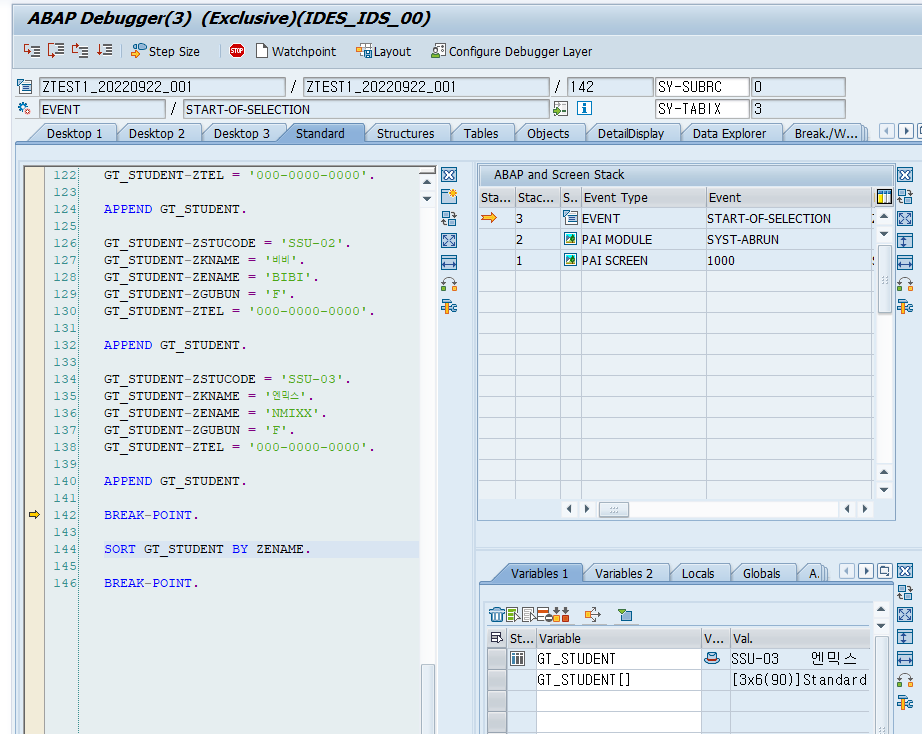 ABAP Debugger(3) (Exclusive)(IDES_IDS_00)
Step Size STOP Watchpoint Layout Configure Debugger Layer
ZTEST1_20220922_001 / ZTEST1_20220922_001 / 142 SY-SUBRC 0
EVENT / START-OF-SELECTION SY-TABIX 3
Desktop 1 Desktop 2 Desktop 3 Standard Structures Tables Objects DetailDisplay Data Explorer Break./W...
122 GT_STUDENT-ZTEL = '000-0000-0000'.
123
124 APPEND GT_STUDENT.
125
126 GT_STUDENT-ZSTUCODE = 'SSU-02'.
127 GT_STUDENT-ZKNAME = '비비'.
128 GT_STUDENT-ZENAME = 'BIBI'.
129 GT_STUDENT-ZGUBUN = 'F'.
130 GT_STUDENT-ZTEL = '000-0000-0000'.
131
132 APPEND GT_STUDENT.
133
134 GT_STUDENT-ZSTUCODE = 'SSU-03'.
135 GT_STUDENT-ZKNAME = '엔믹스'.
136 GT_STUDENT-ZENAME = 'NMIXX'.
137 GT_STUDENT-ZGUBUN = 'F'.
138 GT_STUDENT-ZTEL = '000-0000-0000'.
139
140 APPEND GT_STUDENT.
141
142 BREAK-POINT.
143
144 SORT GT_STUDENT BY ZENAME.
145
146 BREAK-POINT.
ABAP and Screen Stack
Sta... Stac... S.. Event Type Event
3 EVENT START-OF-SELECTION
2 PAI MODULE SYST-ABRUN
1 PAI SCREEN 1000
Variables 1 Variables 2 Locals Globals A.
St... Variable V... Val.
GT_STUDENT SSU-03 엔믹스
GT_STUDENT[] [3x6(90)]Standard